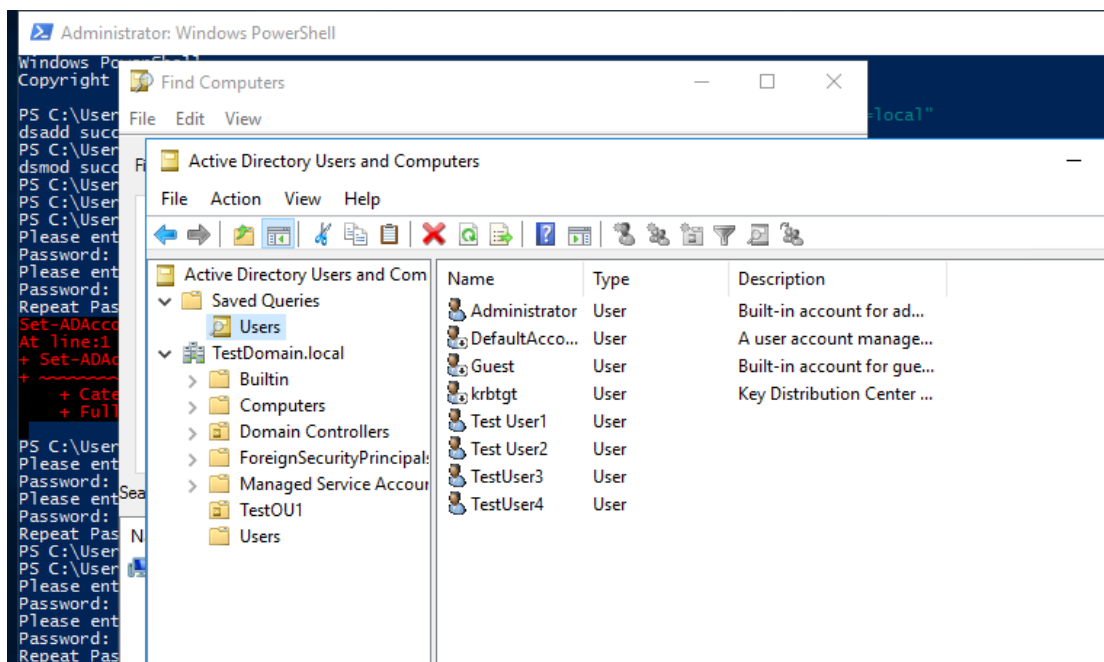 Administrator: Windows PowerShell
Windows
Copyright
Find Computers
File Edit View
PS C:\User
=local"
dsadd succ
PS C:\User
dsmod succ
PS C:\User
PS C:\User
PS C:\User
Please ent
Password:
Please ent
Password:
Repeat Pas
Set-ADAcco
At line:1
+ Set-ADAc
+ ~~~~~~~~
+ Cate
+ Full
PS C:\User
Please ent
Password:
Please ent
Password:
Repeat Pas
PS C:\User
PS C:\User
Please ent
Password:
Please ent
Password:
Repeat Pas
Fi
Sea
N
Active Directory Users and Computers
File Action View Help
Active Directory Users and Com
Saved Queries
Users
TestDomain.local
Builtin
Computers
Domain Controllers
ForeignSecurityPrincipal
Managed Service Accour
TestOU1
Users
Name Type Description
Administrator User Built-in account for ad...
DefaultAcco... User A user account manage...
Guest User Built-in account for gue...
krbtgt User Key Distribution Center ...
Test User1 User
Test User2 User
TestUser3 User
TestUser4 User